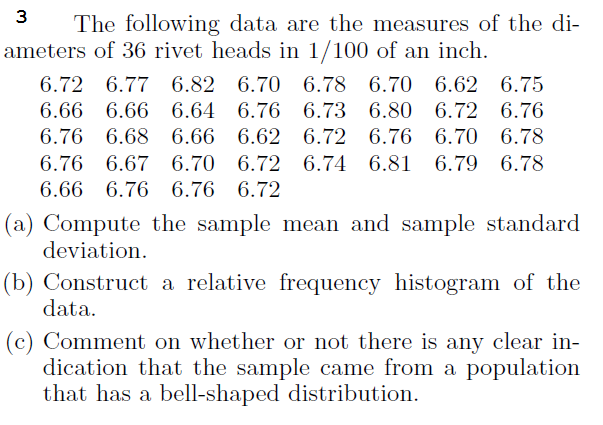 3 The following data are the measures of the di-
ameters of 36 rivet heads in 1/100 of an inch.
6.72 6.77 6.82 6.70 6.78 6.70 6.62 6.75
6.66 6.66 6.64 6.76 6.73 6.80 6.72 6.76
6.76 6.68 6.66 6.62 6.72 6.76 6.70 6.78
6.76 6.67 6.70 6.72 6.74 6.81 6.79 6.78
6.66 6.76 6.76 6.72
(a) Compute the sample mean and sample standard
deviation.
(b) Construct a relative frequency histogram of the
data.
(c) Comment on whether or not there is any clear in-
dication that the sample came from a population
that has a bell-shaped distribution.